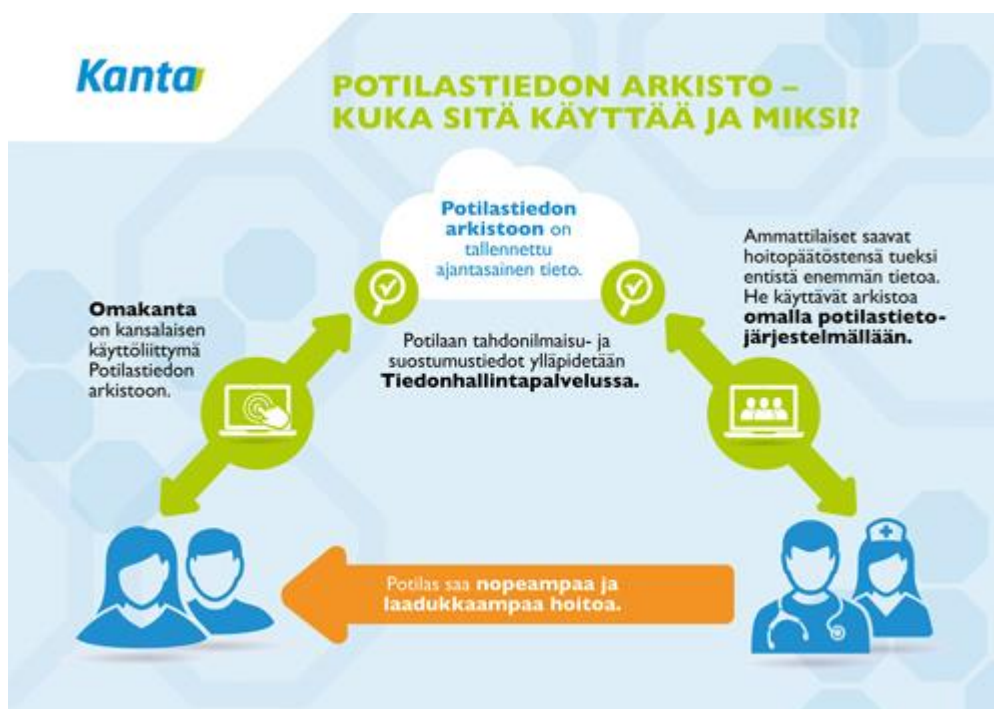 Kanta
POTILASTIEDON ARKISTO –
KUKA SITÄ KÄYTTÄÄ JA MIKSI?
Potilastiedon
arkistoon on
tallennettu
ajantasainen tieto.
Omakanta
on kansalaisen
käyttöliittymä
Potilastiedon
arkistoon.
Potilaan tahdonilmaisu- ja
suostumustiedot ylläpidetään
Tiedonhallintapalvelussa.
Ammattilaiset saavat
hoitopäätöstensä tueksi
entistä enemmän tietoa.
He käyttävät arkistoa
omalla potilastieto-
järjestelmällään.
Potilas saa nopeampaa ja
laadukkaampaa hoitoa.